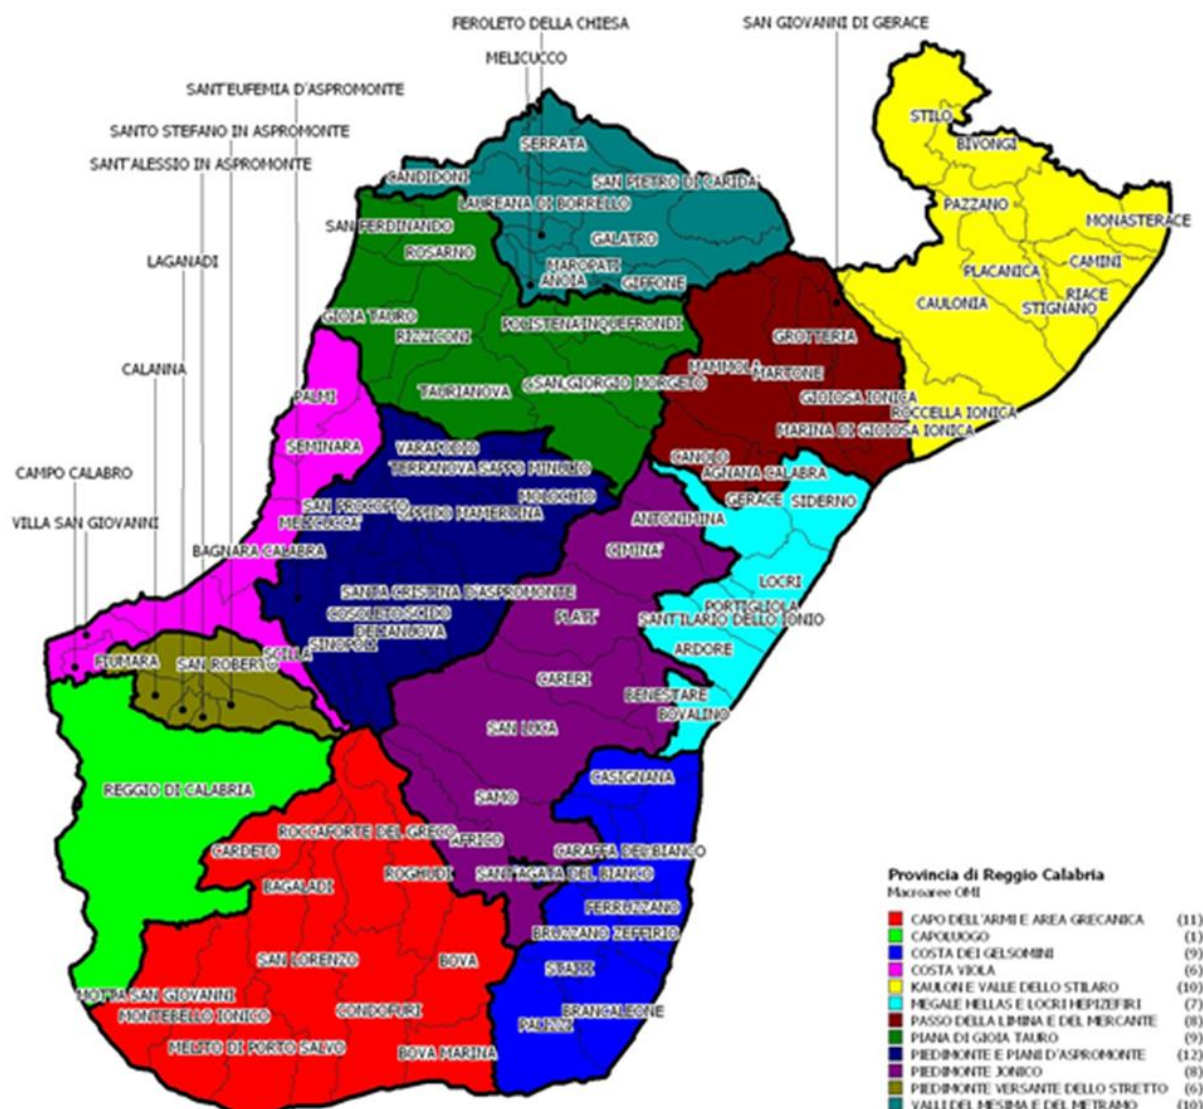 FEROLETO DELLA CHIESA
SAN GIOVANNI DI GERACE
MELICUCCO
SANT'EUFEMIA D'ASPROMONTE
SANTO STEFANO IN ASPROMONTE
SANT'ALESSIO IN ASPROMONTE
STILO
BIVONGI
SERRATA
CANDIDONI
SAN PIETRO DI CARIDA'
LAUREANA DI BORRELLO
PAZZANO
MONASTERACE
SAN FERDINANDO
ROSARNO
GALATRO
LAGANADI
MAROPATI
ANOIA
GIFFONE
PLACANICA
CAMINI
RIACE
CAULONIA
STIGNANO
GIOIA TAURO
RIZZICONI
POLISTENA
INQUEFRONDI
GROTTERIA
CALANNA
MAMMOLA
MARTONE
TAURIANOVA
SAN GIORGIO MORGETO
PALMI
GIOIOSA IONICA
ROCCELLA IONICA
MARINA DI GIOIOSA IONICA
SEMINARA
VARAPODIO
TERRANOVA SAPPO MINULIO
CANOLO
AGNANA CALABRA
CAMPO CALABRO
MOLOCHIO
GERACE
SIDERNO
SAN PROCOPIO
OPPIDO MAMERTINA
MELICUCCA'
ANTONIMINA
VILLA SAN GIOVANNI
BAGNARA CALABRA
CIMINA'
LOCRI
SANTA CRISTINA D'ASPROMONTE
COSOLETO
SCIDO
PLATI'
PORTIGLIOLA
SANT'ILARIO DELLO IONIO
DELIANUOVA
SINOPOLI
SCILLA
ARDORE
FIUMARA
SAN ROBERTO
CARERI
BENESTARE
BOVALINO
SAN LUCA
REGGIO DI CALABRIA
CASIGNANA
SAMO
ROCCAFORTE DEL GRECO
AFRICO
CARDETO
CARAFFA DEL BIANCO
BAGALADI
ROGHUDI
SANT'AGATA DEL BIANCO
FERRUZZANO
BRUZZANO ZEFFIRIO
SAN LORENZO
BOVA
STAITI
MOTTA SAN GIOVANNI
MONTEBELLO IONICO
CONDOFURI
PALIZZI
BRANCALEONE
MELITO DI PORTO SALVO
BOVA MARINA
Provincia di Reggio Calabria
Macroaree OMI
CAPO DELL'ARMI E AREA GRECANICA (11)
CAPOLUOGO (1)
COSTA DEI GELSOMINI (9)
COSTA VIOLA (6)
KAULON E VALLE DELLO STILARO (10)
MEGALE HELLAS E LOCRI HEPIZEFIRI (7)
PASSO DELLA LIMINA E DEL MERCANTE (8)
PIANA DI GIOIA TAURO (9)
PIEDIMONTE E PIANI D'ASPROMONTE (12)
PIEDIMONTE JONICO (8)
PIEDIMONTE VERSANTE DELLO STRETTO (6)
VALLI DEL MESIMA E DEL METRAMO (10)